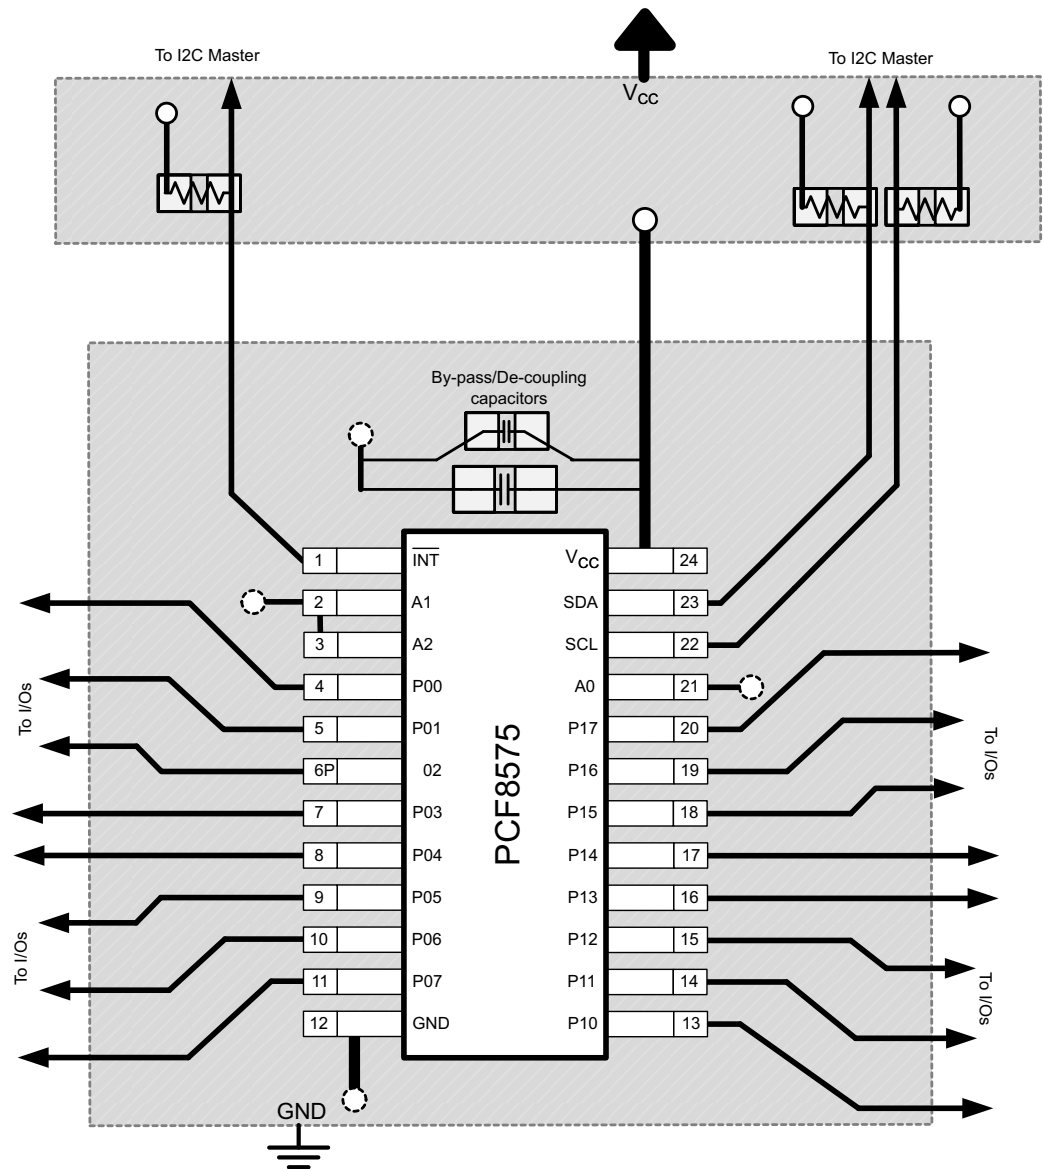 To I2C Master
To I2C Master
VCC
By-pass/De-coupling
capacitors
1 INT
VCC 24
2 A1
SDA 23
3 A2
SCL 22
4 P00
A0 21
5 P01
P17 20
6P 02
P16 19
7 P03
P15 18
8 P04
P14 17
9 P05
P13 16
10 P06
P12 15
11 P07
P11 14
12 GND
P10 13
PCF8575
To I/Os
To I/Os
To I/Os
To I/Os
GND